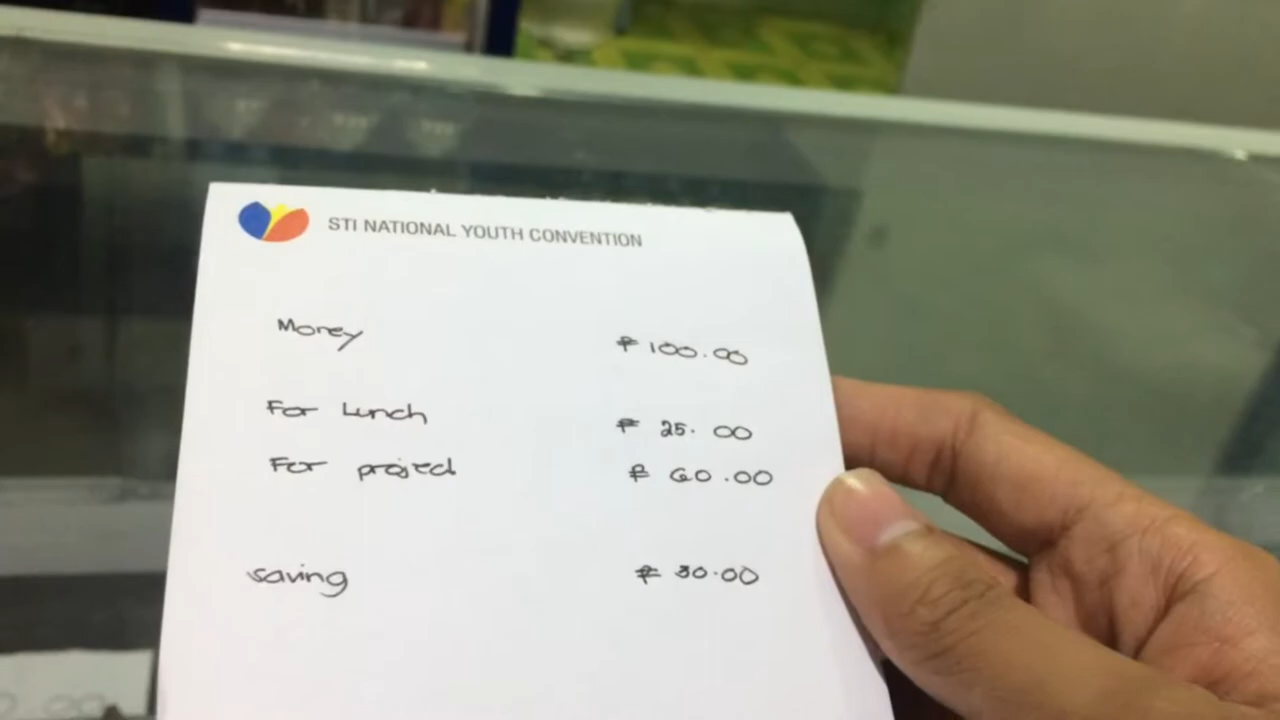 STI NATIONAL YOUTH CONVENTION
Money ₱100.00
For Lunch ₱ 25.00
For project ₱ 60.00
saving ₱ 30.00